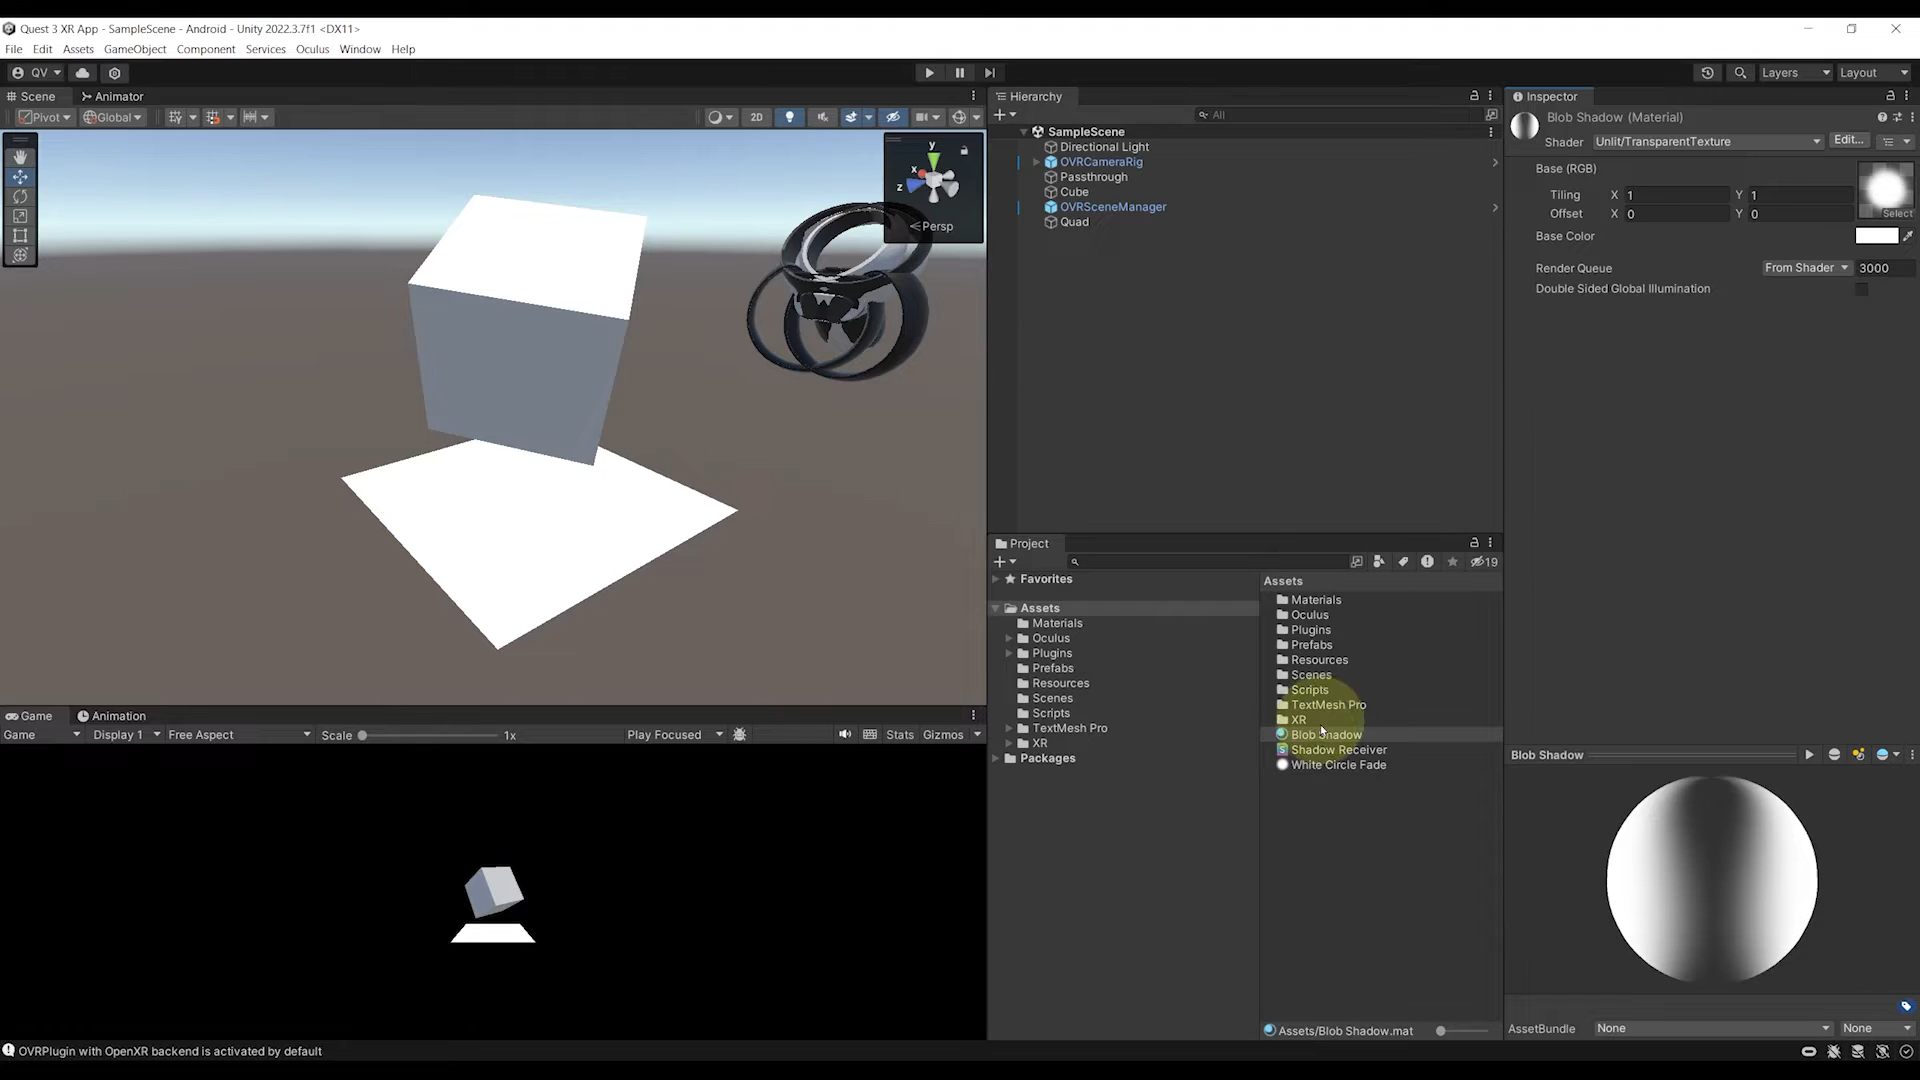 Quest 3 XR App - SampleScene - Android - Unity 2022.3.7f1 <DX11>
File Edit Assets GameObject Component Services Oculus Window Help
QV
Layers Layout
Scene Animator
Pivot Global 2D
y
x
z
Persp
Hierarchy
All
SampleScene
Directional Light
OVRCameraRig
Passthrough
Cube
OVRSceneManager
Quad
Inspector
Blob Shadow (Material)
Shader Unlit/TransparentTexture Edit...
Base (RGB)
Tiling X 1 Y 1
Offset X 0 Y 0
Select
Base Color
Render Queue From Shader 3000
Double Sided Global Illumination
Project
19
Favorites
Assets
Materials
Oculus
Plugins
Prefabs
Resources
Scenes
Scripts
TextMesh Pro
XR
Packages
Assets
Materials
Oculus
Plugins
Prefabs
Resources
Scenes
Scripts
TextMesh Pro
XR
Blob Shadow
Shadow Receiver
White Circle Fade
Assets/Blob Shadow.mat
Game Animation
Game Display 1 Free Aspect Scale 1x Play Focused Stats Gizmos
Blob Shadow
AssetBundle None None
OVRPlugin with OpenXR backend is activated by default